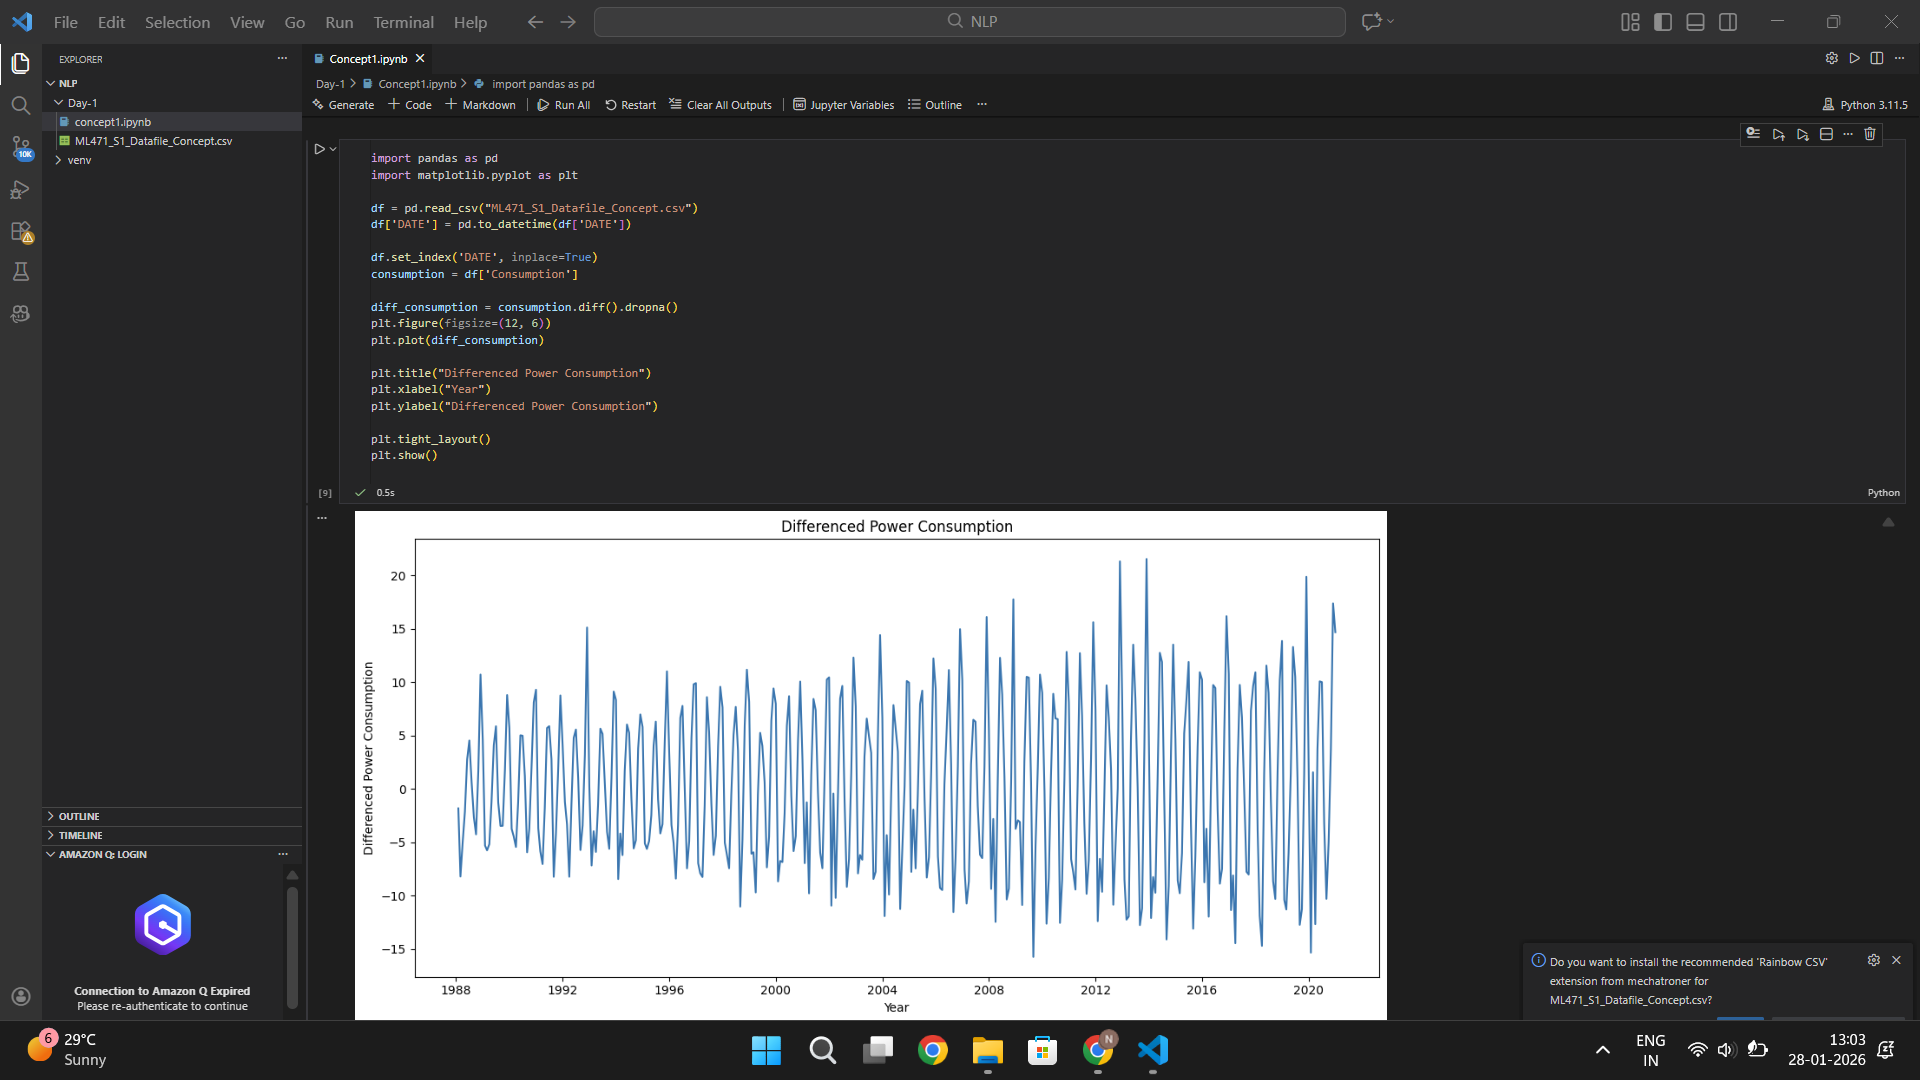 File Edit Selection View Go Run Terminal Help
NLP
EXPLORER
NLP
Day-1
concept1.ipynb
ML471_S1_Datafile_Concept.csv
venv
10K
OUTLINE
TIMELINE
AMAZON Q: LOGIN
Connection to Amazon Q Expired
Please re-authenticate to continue
Concept1.ipynb
Day-1 > Concept1.ipynb > import pandas as pd
Generate + Code + Markdown Run All Restart Clear All Outputs Jupyter Variables Outline ...
Python 3.11.5
import pandas as pd
import matplotlib.pyplot as plt
df = pd.read_csv("ML471_S1_Datafile_Concept.csv")
df['DATE'] = pd.to_datetime(df['DATE'])
df.set_index('DATE', inplace=True)
consumption = df['Consumption']
diff_consumption = consumption.diff().dropna()
plt.figure(figsize=(12, 6))
plt.plot(diff_consumption)
plt.title("Differenced Power Consumption")
plt.xlabel("Year")
plt.ylabel("Differenced Power Consumption")
plt.tight_layout()
plt.show()
[9] 0.5s
Python
Differenced Power Consumption
Differenced Power Consumption
20
15
10
5
0
−5
−10
−15
1988 1992 1996 2000 2004 2008 2012 2016 2020
Year
Do you want to install the recommended 'Rainbow CSV'
extension from mechatroner for
ML471_S1_Datafile_Concept.csv?
6
29°C
Sunny
N
ENG
IN
13:03
28-01-2026